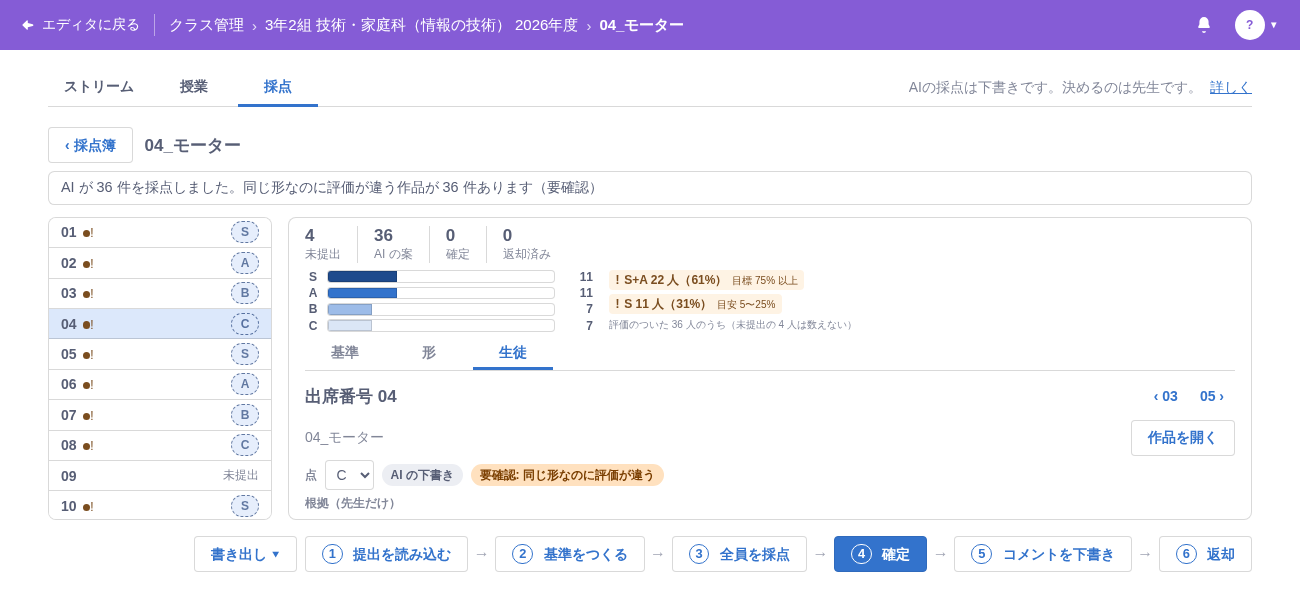 エディタに戻る クラス管理 › 3年2組 技術・家庭科（情報の技術） 2026年度 › 04_モーター ? ▾
ストリーム 授業 採点 AIの採点は下書きです。決めるのは先生です。 詳しく
‹ 採点簿 04_モーター
AI が 36 件を採点しました。同じ形なのに評価が違う作品が 36 件あります（要確認）
01 ●! S
02 ●! A
03 ●! B
04 ●! C
05 ●! S
06 ●! A
07 ●! B
08 ●! C
09 未提出
10 ●! S
4 36 0 0
未提出 AI の案 確定 返却済み
S 11
A 11
B 7
C 7
! S+A 22 人（61%） 目標 75% 以上
! S 11 人（31%） 目安 5〜25%
評価のついた 36 人のうち（未提出の 4 人は数えない）
基準 形 生徒
出席番号 04 ‹ 03 05 ›
04_モーター 作品を開く
点 C AI の下書き 要確認: 同じ形なのに評価が違う
根拠（先生だけ）
書き出し ▾ 1 提出を読み込む → 2 基準をつくる → 3 全員を採点 → 4 確定 → 5 コメントを下書き → 6 返却